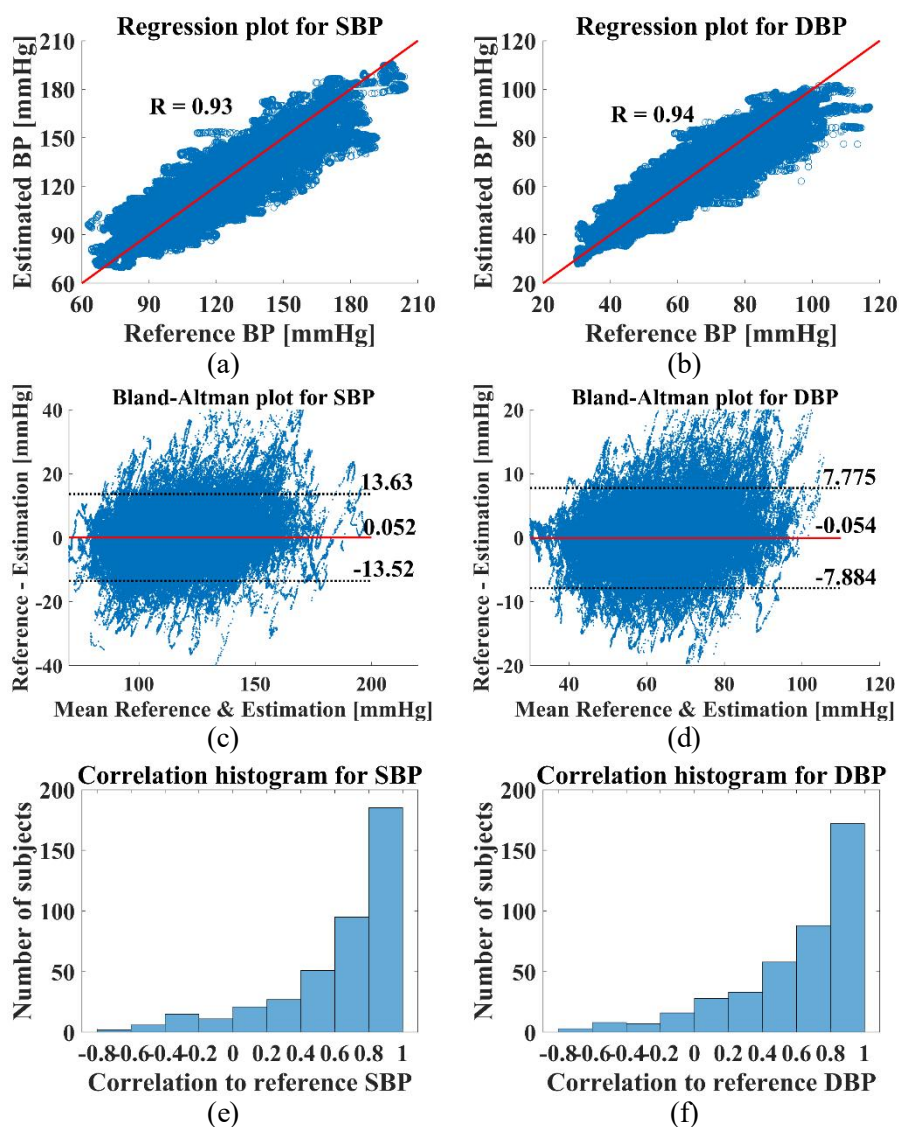 Regression plot for SBP
210
180
150
120
90
60
R = 0.93
Estimated BP [mmHg]
60 90 120 150 180 210
Reference BP [mmHg]
(a)
Regression plot for DBP
120
100
80
60
40
20
R = 0.94
Estimated BP [mmHg]
20 40 60 80 100 120
Reference BP [mmHg]
(b)
Bland-Altman plot for SBP
40
20
0
-20
-40
13.63
0.052
-13.52
Reference - Estimation [mmHg]
100 150 200
Mean Reference & Estimation [mmHg]
(c)
Bland-Altman plot for DBP
20
10
0
-10
-20
7.775
-0.054
-7.884
Reference - Estimation [mmHg]
40 60 80 100 120
Mean Reference & Estimation [mmHg]
(d)
Correlation histogram for SBP
200
150
100
50
0
Number of subjects
-0.8-0.6-0.4-0.2 0 0.2 0.4 0.6 0.8 1
Correlation to reference SBP
(e)
Correlation histogram for DBP
200
150
100
50
0
Number of subjects
-0.8-0.6-0.4-0.2 0 0.2 0.4 0.6 0.8 1
Correlation to reference DBP
(f)